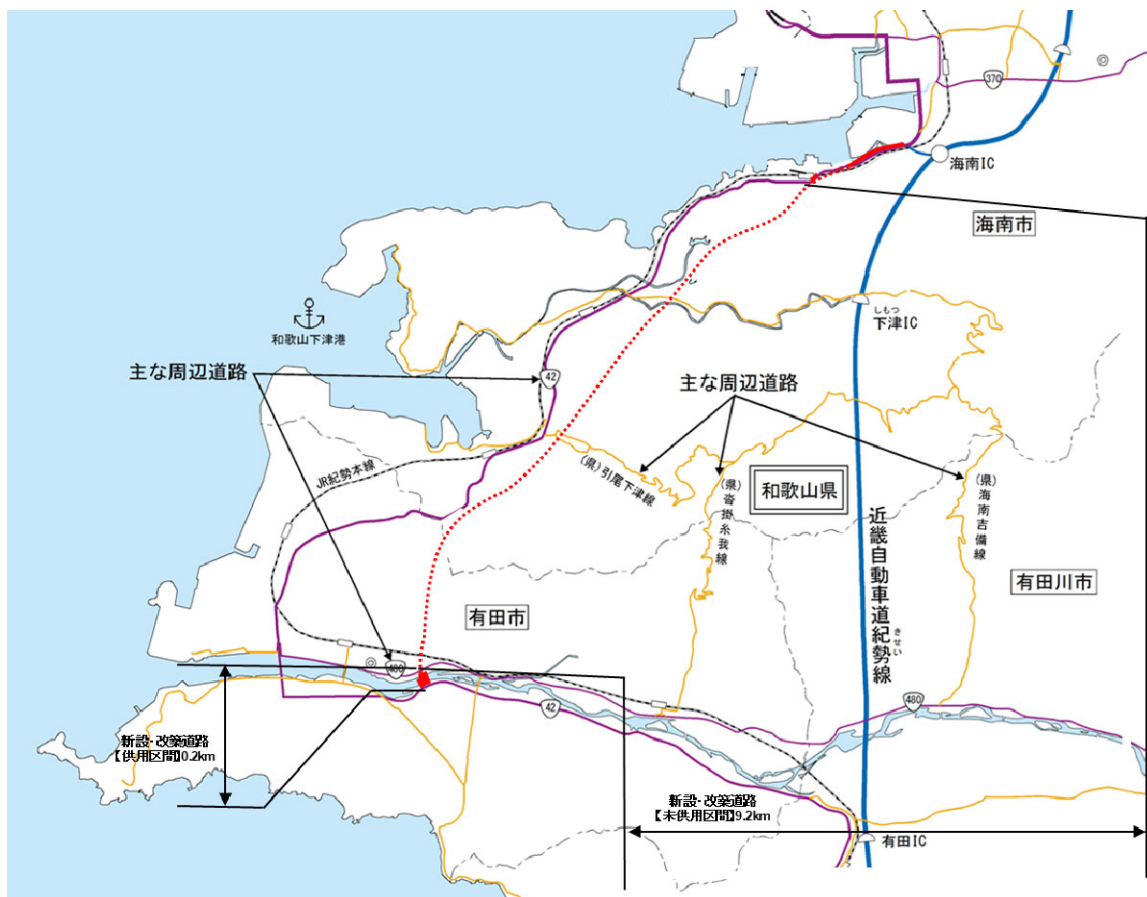 370
海南IC
海南市
しもつ
下津IC
和歌山下津港
主な周辺道路
42
主な周辺道路
JR紀勢本線
(県)引尾下津線
(県)沓掛糸我線
和歌山県
(県)海南吉備線
近畿自動車道紀勢線
きせい
有田川市
有田市
480
480
42
新設・改築道路
【供用区間】0.2km
新設・改築道路
【未供用区間】9.2km
有田IC